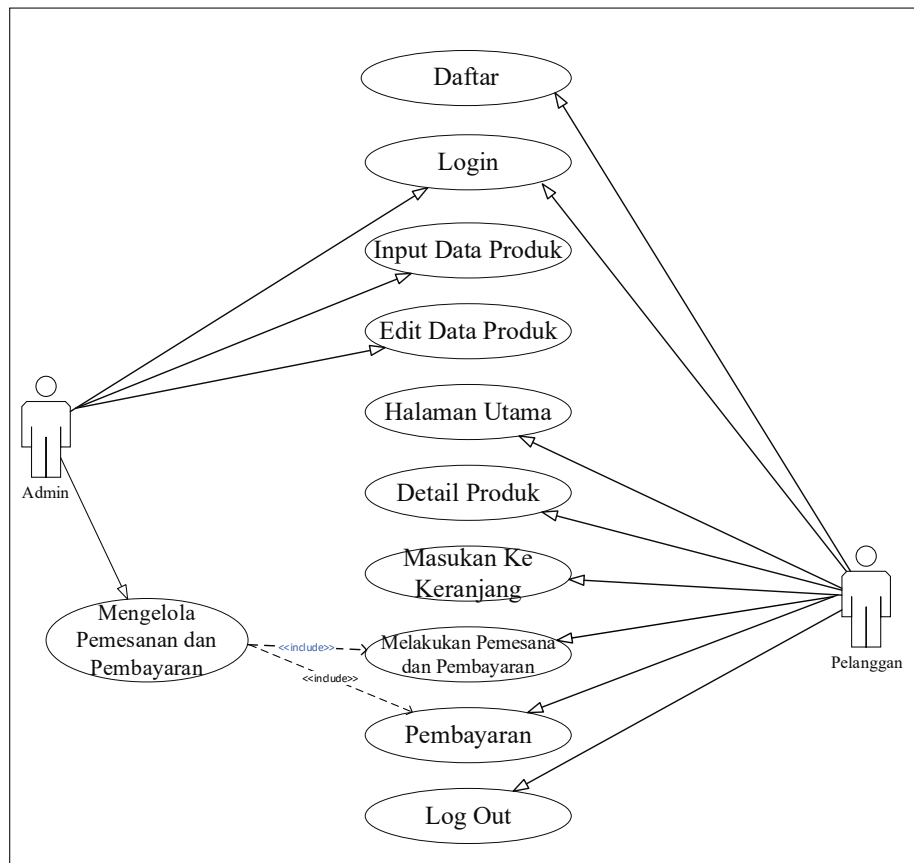 Daftar
Login
Input Data Produk
Edit Data Produk
Halaman Utama
Admin
Detail Produk
Masukan Ke
Keranjang
Mengelola
Pemesanan dan
Pembayaran
<<include>>
<<include>>
Melakukan Pemesana
dan Pembayaran
Pelanggan
Pembayaran
Log Out